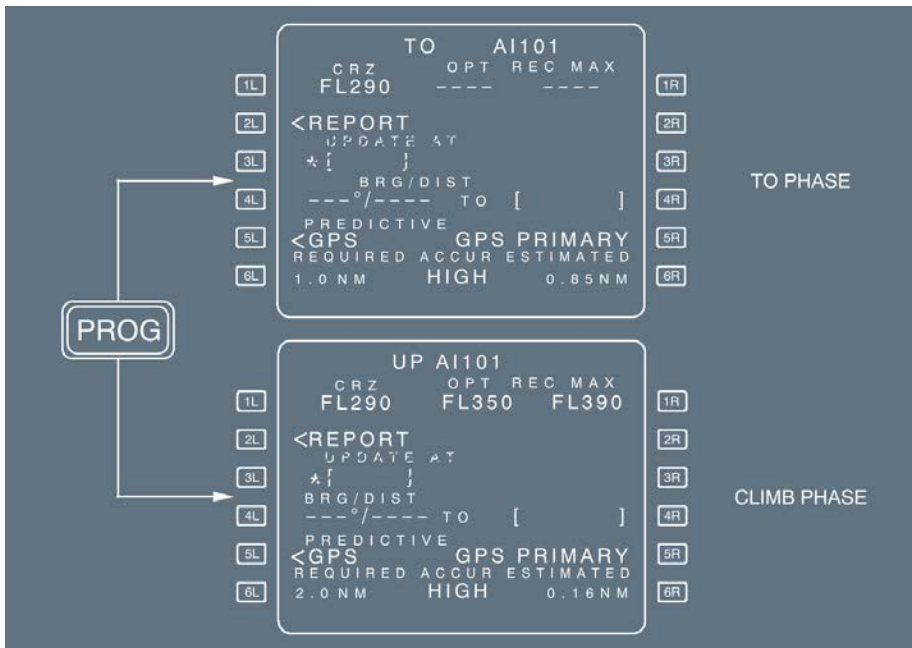 TO AI101
CRZ OPT REC MAX
1L FL290 ---- ---- 1R
2L <REPORT 2R
UPDATE AT
3L *[ ] 3R
BRG/DIST
4L ---°/---- TO [ ] 4R
PREDICTIVE
5L <GPS GPS PRIMARY 5R
REQUIRED ACCUR ESTIMATED
6L 1.0NM HIGH 0.85NM 6R
TO PHASE
PROG
UP AI101
CRZ OPT REC MAX
1L FL290 FL350 FL390 1R
2L <REPORT 2R
UPDATE AT
3L *[ ] 3R
BRG/DIST
4L ---°/---- TO [ ] 4R
PREDICTIVE
5L <GPS GPS PRIMARY 5R
REQUIRED ACCUR ESTIMATED
6L 2.0NM HIGH 0.16NM 6R
CLIMB PHASE